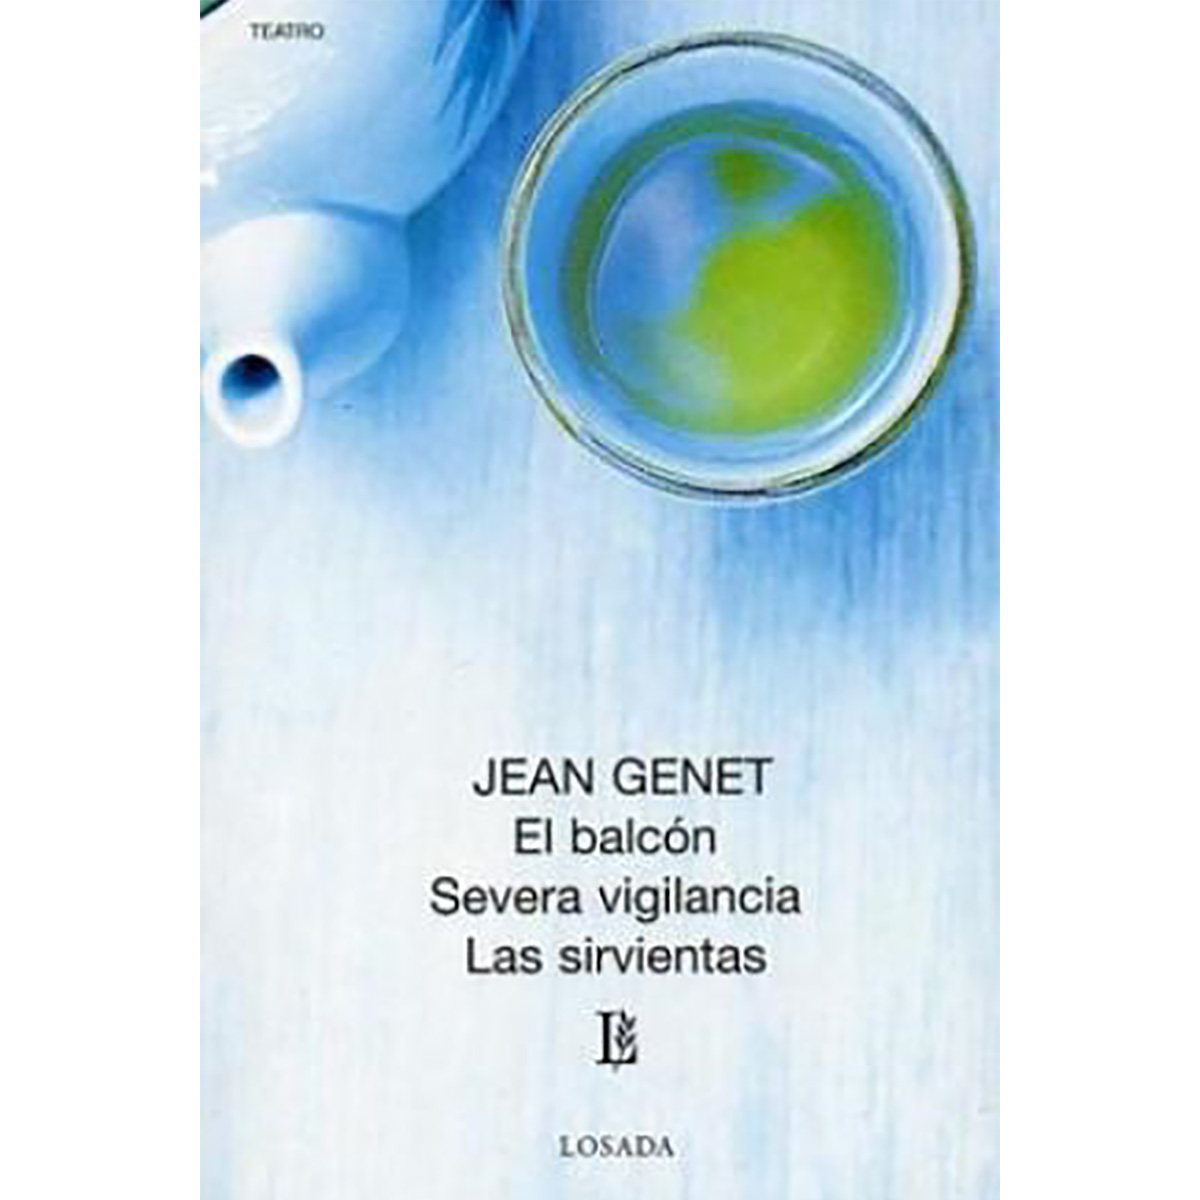 TEATRO
JEAN GENET
El balcón
Severa vigilancia
Las sirvientas
L
LOSADA